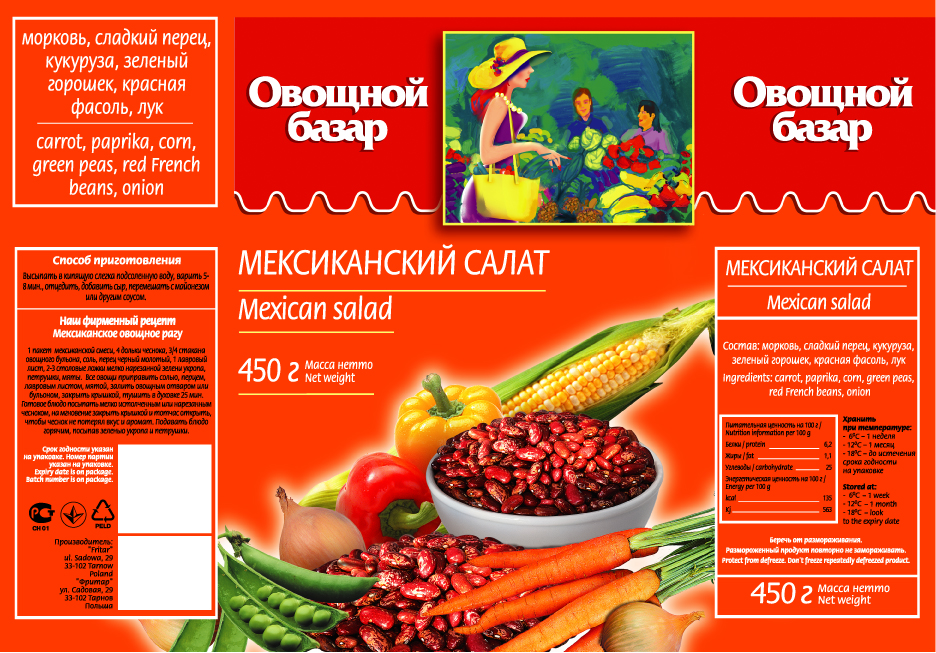 морковь, сладкий перец,
кукуруза, зеленый
горошек, красная
фасоль, лук
carrot, paprika, corn,
green peas, red French
beans, onion
Способ приготовления
Высыпать в кипящую слегка подсоленную воду, варить 5-
8 мин., отцедить, добавить сыр, перемешать с майонезом
или другим соусом.
Наш фирменный рецепт
Мексиканское овощное рагу
1 пакет мексиканской смеси, 4 дольки чеснока, 3/4 стакана
овощного бульона, соль, перец черный молотый, 1 лавровый
лист, 2-3 столовые ложки мелко нарезанной зелени укропа,
петрушки, мяты. Все овощи приправить солью, перцем,
лавровым листом, мятой, залить овощным отваром или
бульоном, закрыть крышкой, тушить в духовке 25 мин.
Готовое блюдо посыпать мелко истолченным или нарезанным
чесноком, на мгновение закрыть крышкой и тотчас открыть,
чтобы чеснок не потерял вкус и аромат. Подавать блюдо
горячим, посыпав зеленью укропа и петрушки.
Срок годности указан
на упаковке. Номер партии
указан на упаковке.
Expiry date is on package.
Batch number is on package.
РСТ
СН 01
PELD
Производитель:
"Fritar"
ul. Sadowa, 29
33-102 Tarnow
Poland
"Фритар"
ул. Садовая, 29
33-102 Тарнов
Польша
Овощной
базар
МЕКСИКАНСКИЙ САЛАТ
Mexican salad
450 г Масса нетто
Net weight
Овощной
базар
МЕКСИКАНСКИЙ САЛАТ
Mexican salad
Состав: морковь, сладкий перец, кукуруза,
зеленый горошек, красная фасоль, лук
Ingredients: carrot, paprika, corn, green peas,
red French beans, onion
Питательная ценность на 100 г /
Nutrition information per 100 g
Белки / protein 6,2
Жиры / fat 1,1
Углеводы / carbohydrate 25
Энергетическая ценность на 100 г /
Energy per 100 g
kcal 135
Kj 563
Хранить
при температуре:
- 6ºC – 1 неделя
- 12ºC – 1 месяц
- 18ºC – до истечения
срока годности
на упаковке
Stored at:
- 6ºC – 1 week
- 12ºC – 1 month
- 18ºC – look
to the expiry date
Беречь от размораживания.
Размороженный продукт повторно не замораживать.
Protect from defreeze. Don't freeze repeatedly defreezed product.
450 г Масса нетто
Net weight